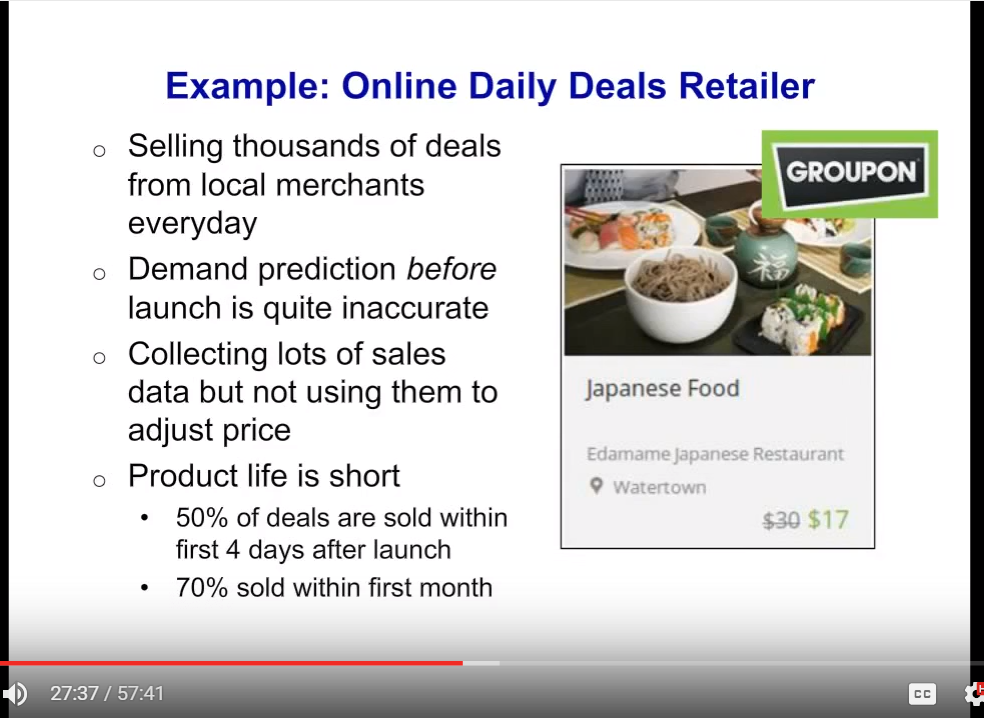 Example: Online Daily Deals Retailer
Selling thousands of deals
from local merchants
everyday
Demand prediction before
launch is quite inaccurate
Collecting lots of sales
data but not using them to
adjust price
Product life is short
50% of deals are sold within
first 4 days after launch
70% sold within first month
GROUPON
福
Japanese Food
Edamame Japanese Restaurant
Watertown
$30 $17
27:37 / 57:41
CC